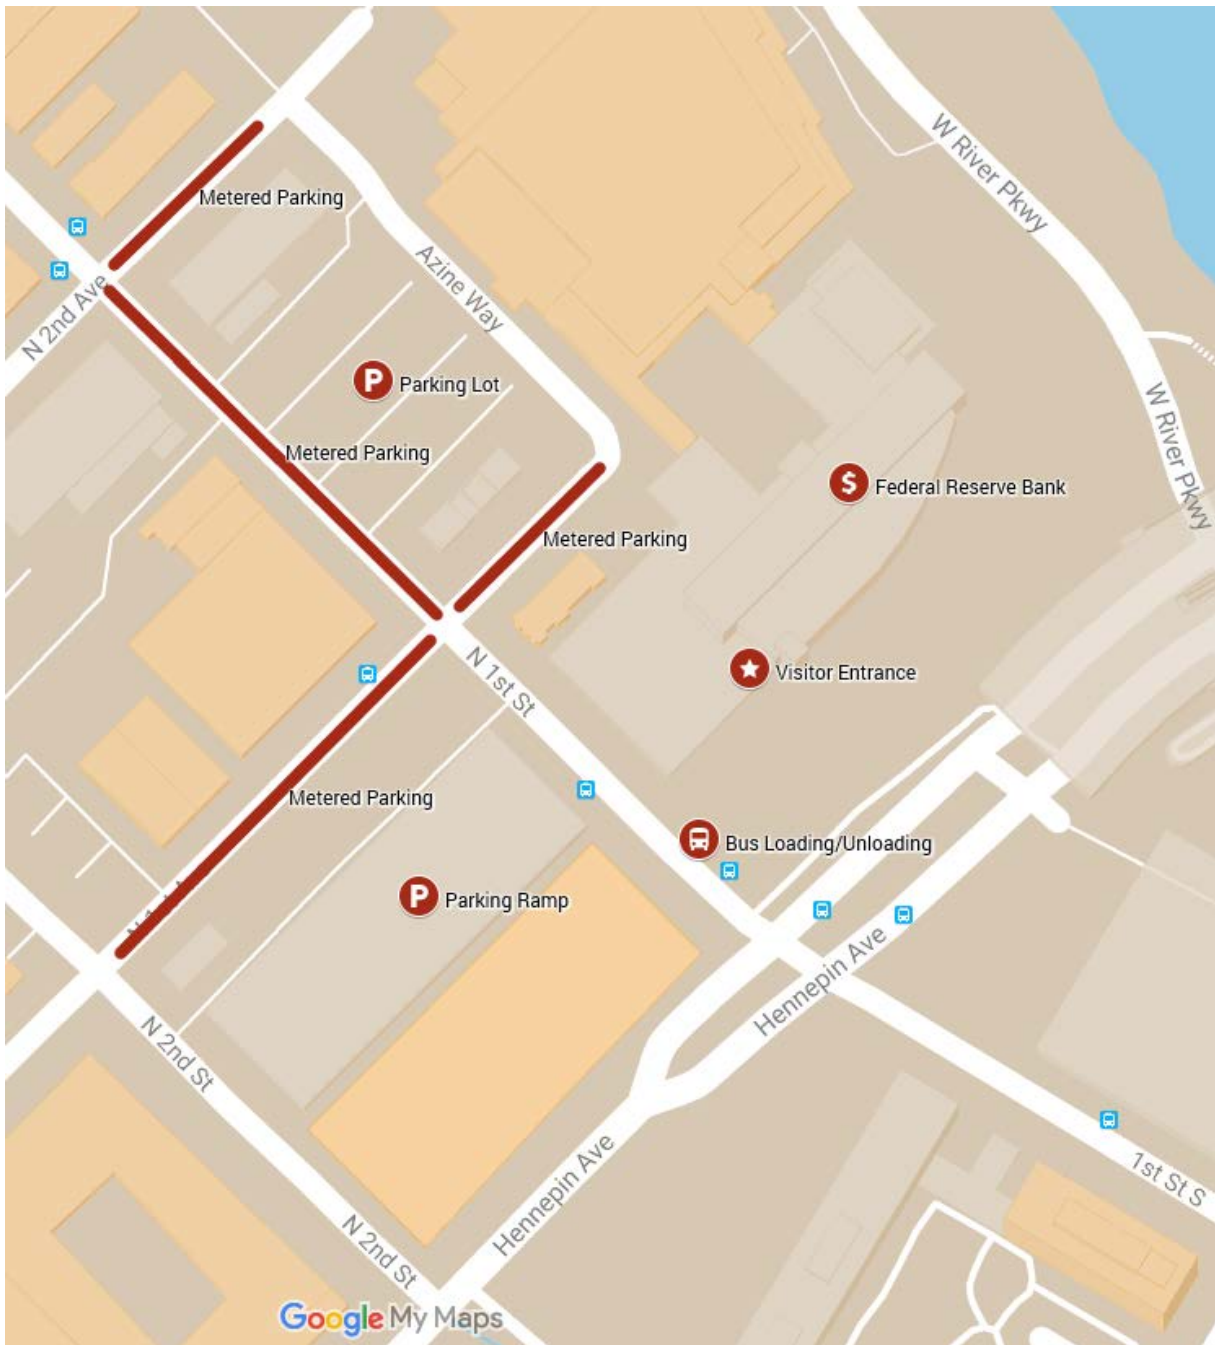 W River Pkwy
Metered Parking
N 2nd Ave
Azine Way
P
Parking Lot
W River Pkwy
Metered Parking
$
Federal Reserve Bank
Metered Parking
N 1st St
Visitor Entrance
Metered Parking
Bus Loading/Unloading
P
Parking Ramp
Hennepin Ave
N 2nd St
Hennepin Ave
1st St S
N 2nd St
Google My Maps